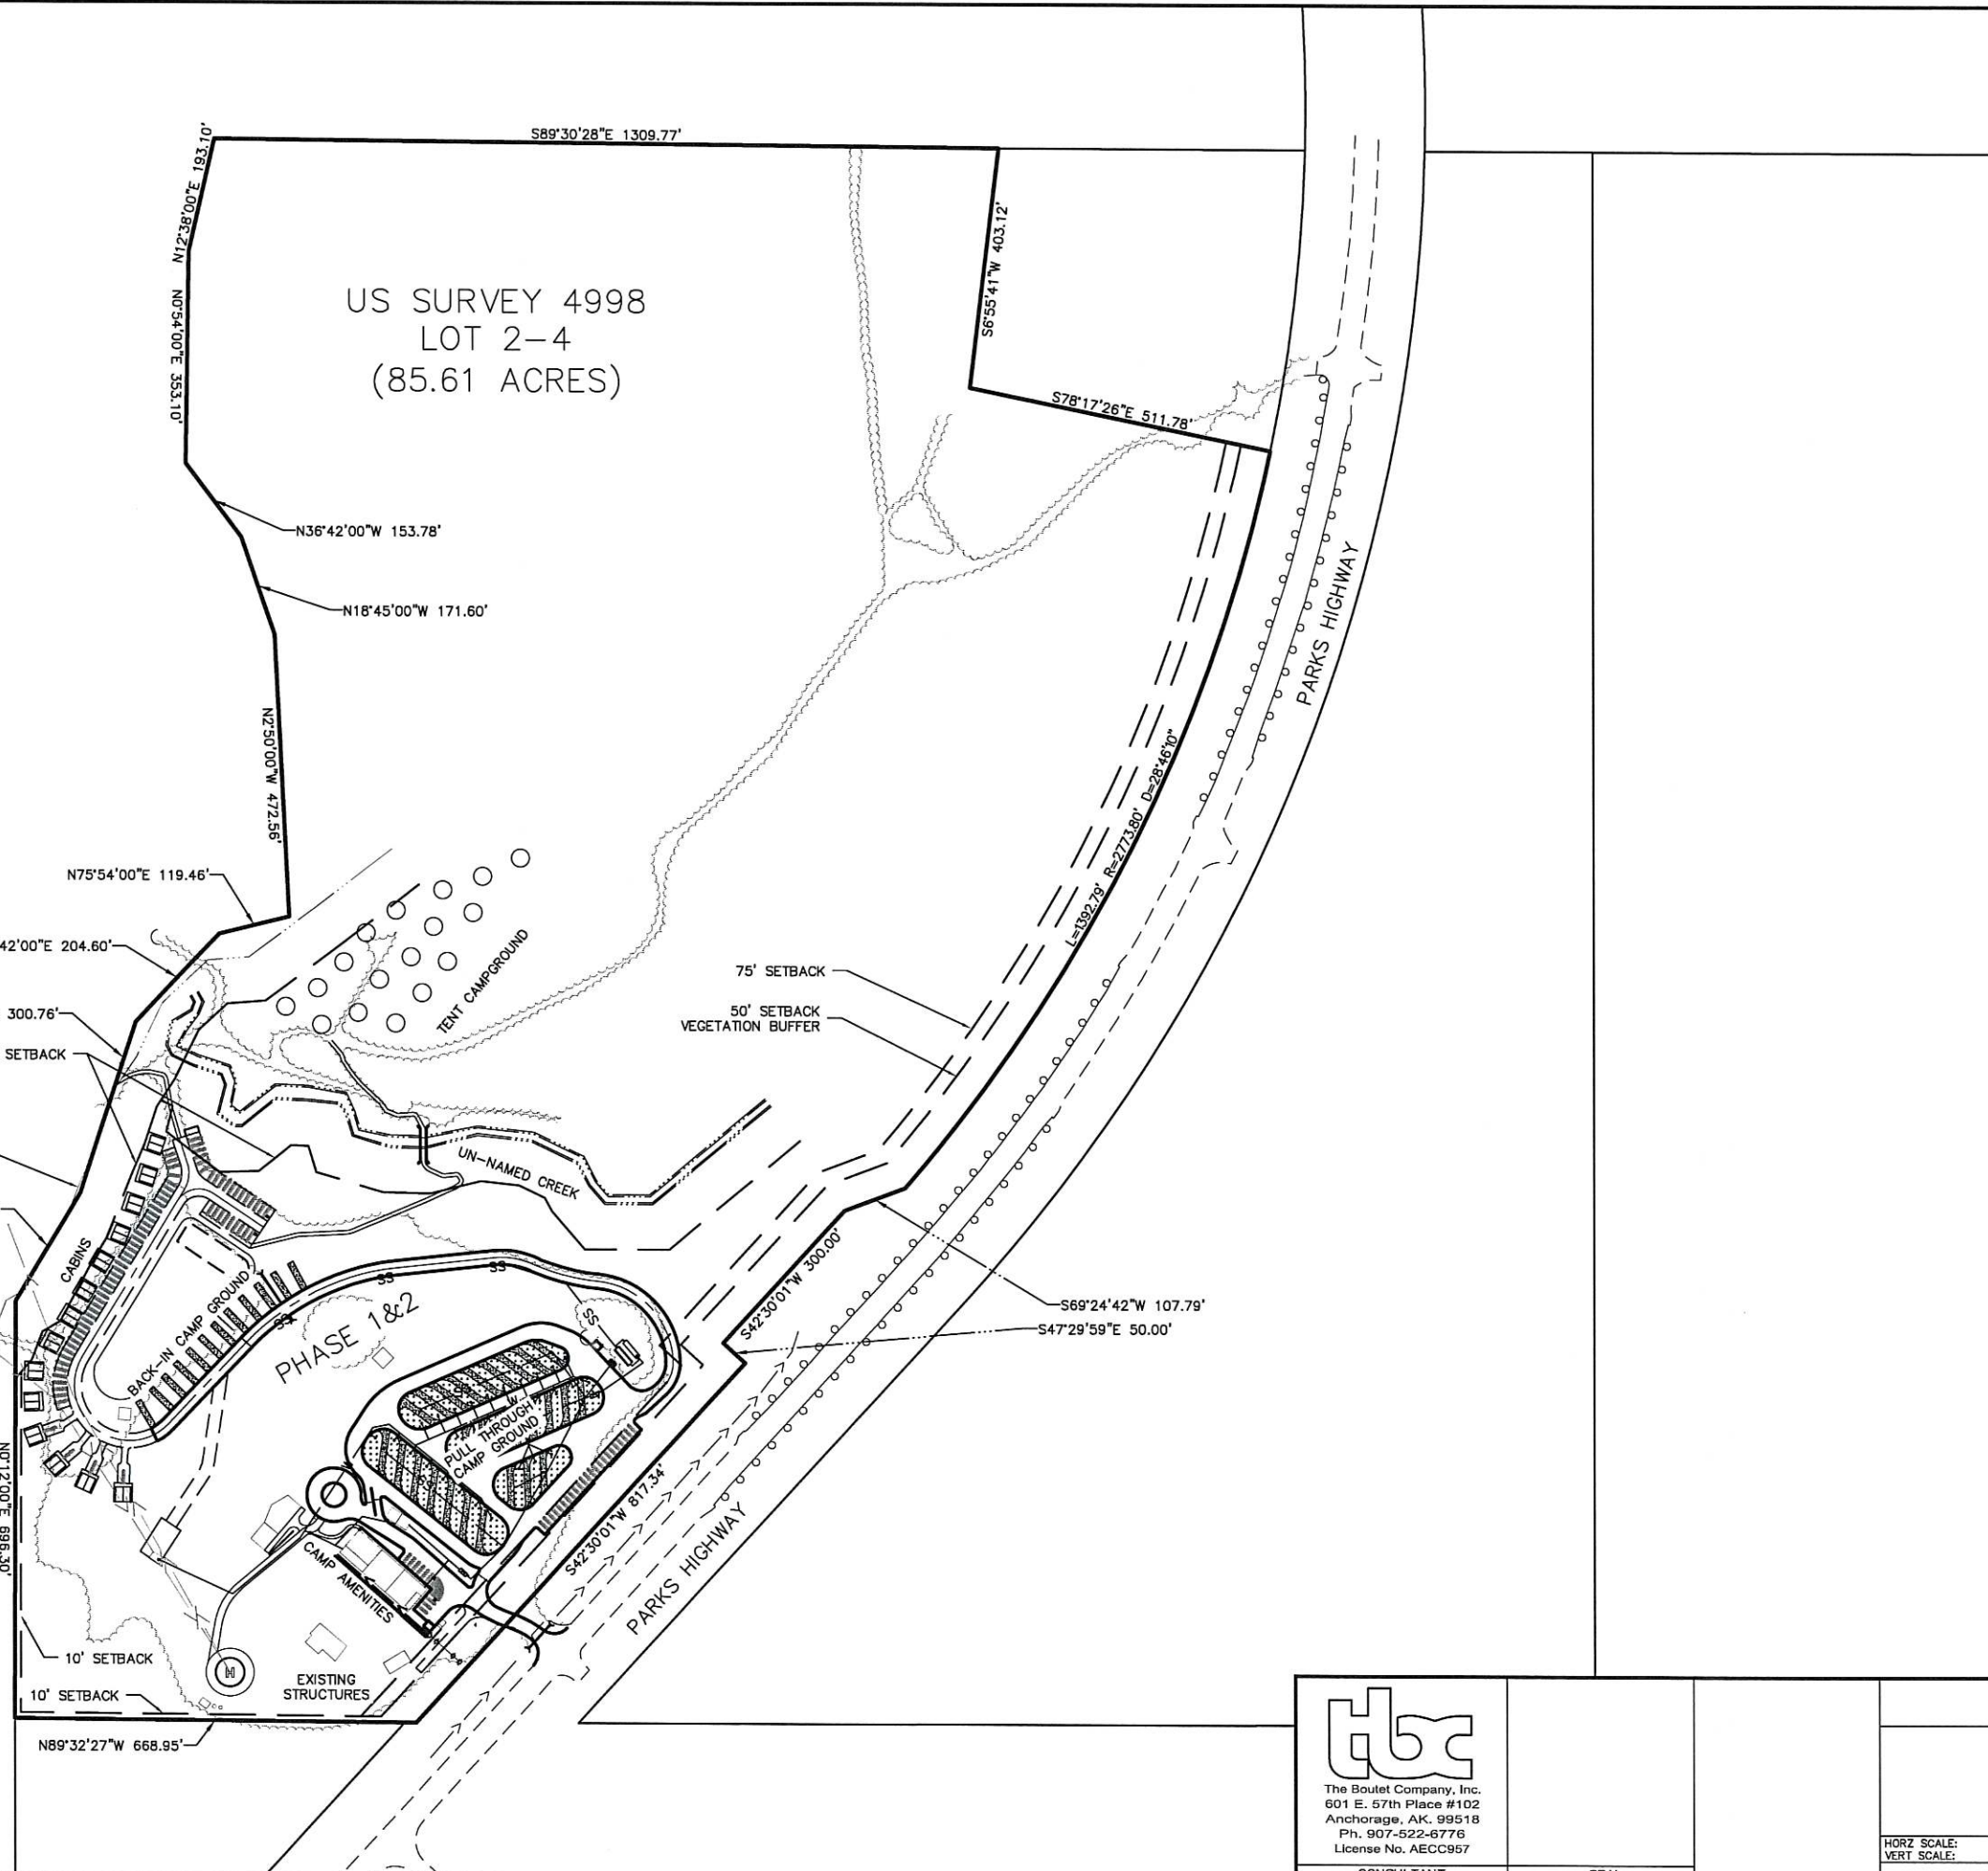 S89°30'28"E 1309.77'
N12°38'00"E 193.10'
N0°54'00"E 353.10'
US SURVEY 4998
LOT 2-4
(85.61 ACRES)
S6°55'41"W 403.12'
S78°17'26"E 511.78'
N36°42'00"W 153.78'
N18°45'00"W 171.60'
PARKS HIGHWAY
N2°50'00"W 472.56'
L=1392.79' R=2773.80' D=28°46'10"
N75°54'00"E 119.46'
42'00"E 204.60'
TENT CAMPGROUND
75' SETBACK
50' SETBACK
VEGETATION BUFFER
300.76'
SETBACK
UN-NAMED CREEK
CABINS
S42°30'01"W 300.00'
SS
SS
SS
SS
BACK-IN CAMP GROUND
PHASE 1&2
S69°24'42"W 107.79'
S47°29'59"E 50.00'
PULL THROUGH
CAMP GROUND
N0°12'00"E 696.30'
S42°30'01"W 817.34'
PARKS HIGHWAY
CAMP AMENITIES
10' SETBACK
H
EXISTING
STRUCTURES
10' SETBACK
N89°32'27"W 668.95'
tbc
The Boutet Company, Inc.
601 E. 57th Place #102
Anchorage, AK. 99518
Ph. 907-522-6776
License No. AECC957
HORZ SCALE:
VERT SCALE: